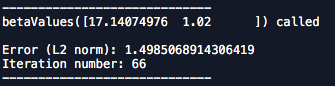 -----------------------------
betaValues([17.14074976  1.02      ]) called

Error (L2 norm): 1.4985068914306419
Iteration number: 66
-----------------------------